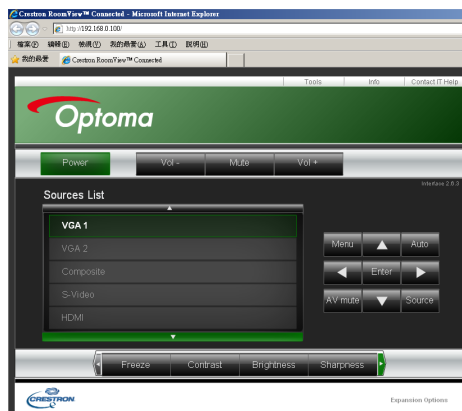 Crestron RoomView™ Connected - Microsoft Internet Explorer
http://192.168.0.100/
檔案(F) 編輯(E) 檢視(V) 我的最愛(A) 工具(T) 說明(H)
我的最愛 Crestron RoomView™ Connected
Tools Info Contact IT Help
Optoma
Power Vol - Mute Vol +
Interface 2.6.3
Sources List
VGA 1
VGA 2
Composite
S-Video
HDMI
Menu Auto
Enter
AV mute Source
Freeze Contrast Brightness Sharpness
CRESTRON
Expansion Options